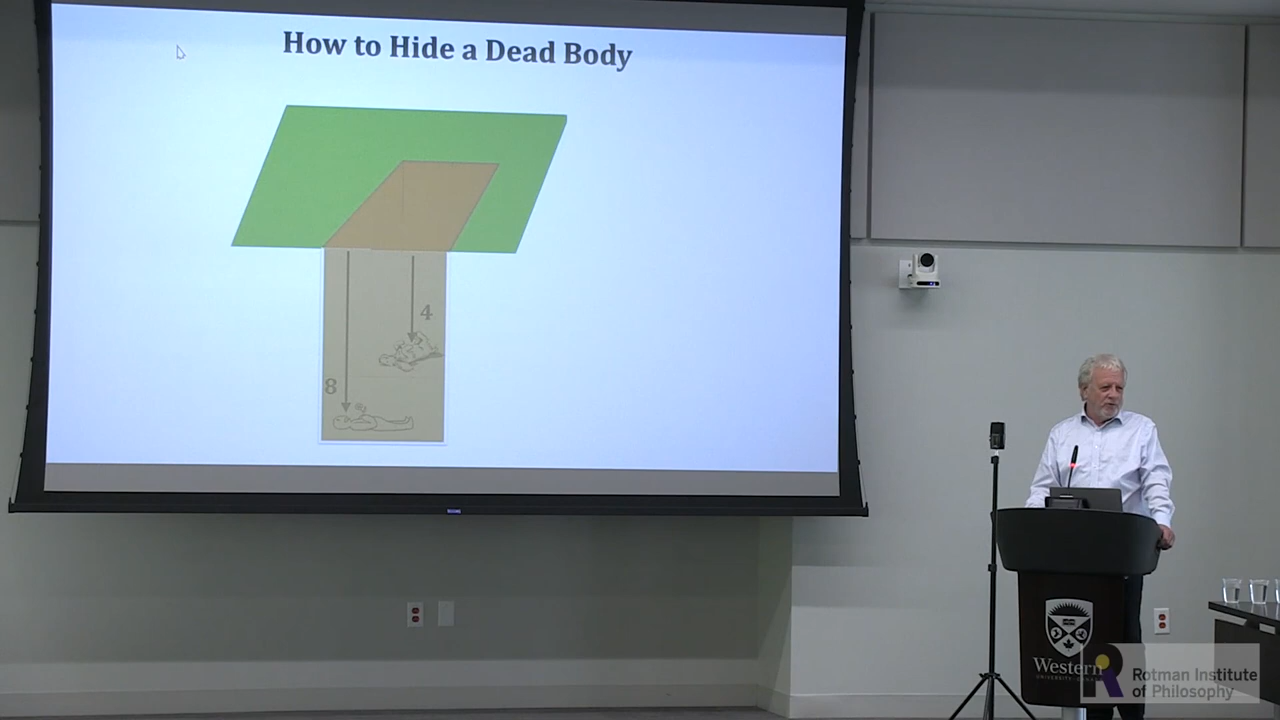 How to Hide a Dead Body
4
8
Western
Rotman Institute
of Philosophy